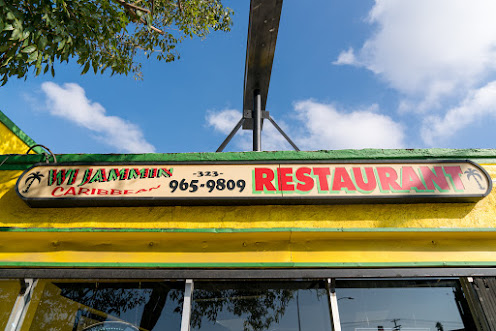 WI JAMMIN
CARIBBEAN
-323-
965-9809
RESTAURANT